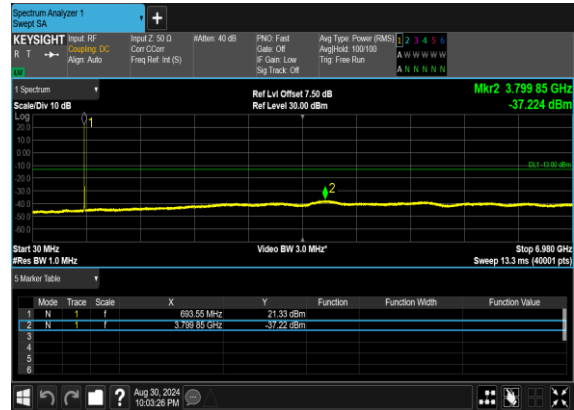 Spectrum Analyzer 1
Swept SA
+
KEYSIGHT
R T
LXI
Input: RF
Coupling: DC
Align: Auto
Input Z: 50 Ω
Corr CCorr
Freq Ref: Int (S)
#Atten: 40 dB
PNO: Fast
Gate: Off
IF Gain: Low
Sig Track: Off
Avg Type: Power (RMS)
Avg|Hold: 100/100
Trig: Free Run
1 2 3 4 5 6
A W W W W W
A N N N N N
1 Spectrum
Scale/Div 10 dB
Ref Lvl Offset 7.50 dB
Ref Level 30.00 dBm
Mkr2 3.799 85 GHz
-37.224 dBm
Log
1
20.0
10.0
0.00
-10.0
DL1 -13.00 dBm
-20.0
-30.0
2
-40.0
-50.0
-60.0
Start 30 MHz
#Res BW 1.0 MHz
Video BW 3.0 MHz*
Stop 6.980 GHz
Sweep 13.3 ms (40001 pts)
5 Marker Table
Mode Trace Scale X Y Function Function Width Function Value
1 N 1 f 693.55 MHz 21.33 dBm
2 N 1 f 3.799 85 GHz -37.22 dBm
3
4
5
6
?
Aug 30, 2024
10:03:26 PM